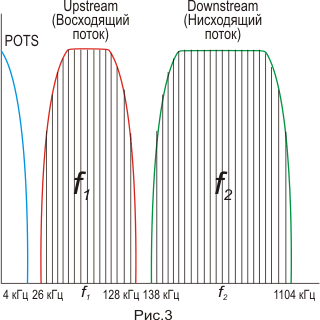 Upstream
(Восходящий
поток)
Downstream
(Нисходящий
поток)
POTS
f1
f2
4 кГц 26 кГц f1 128 кГц 138 кГц f2 1104 кГц
Рис.3